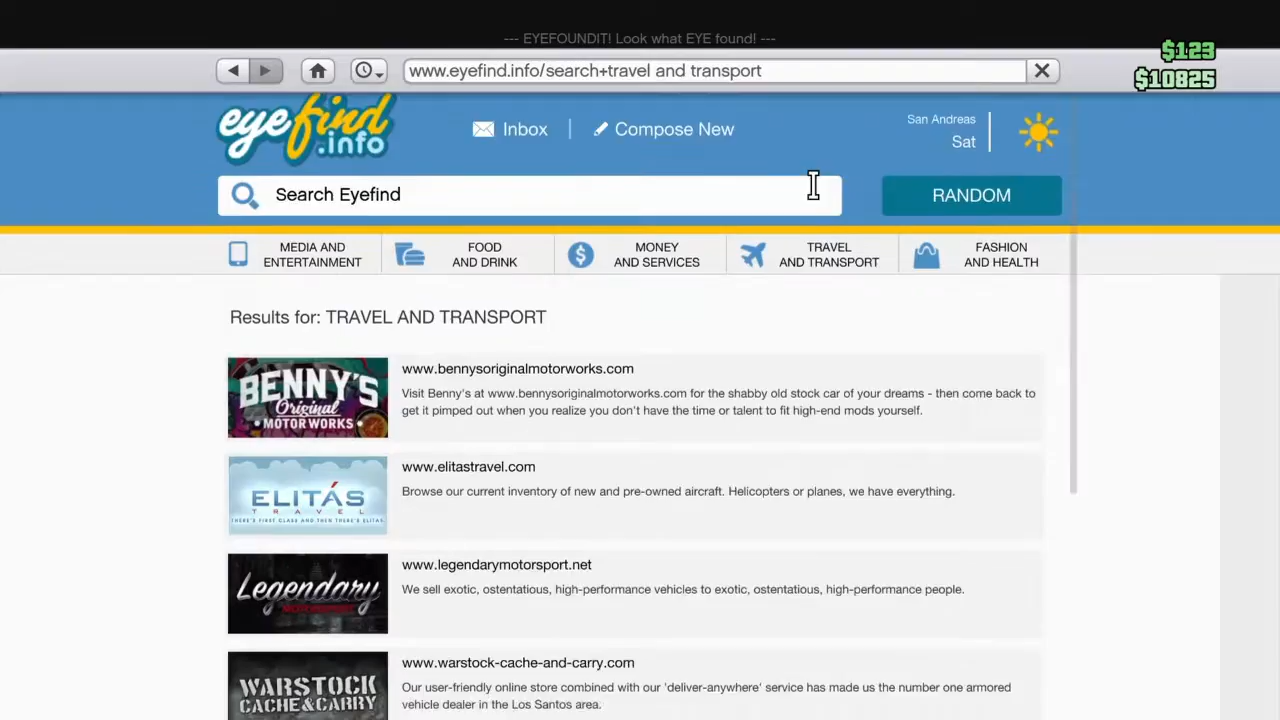 --- EYEFOUNDIT! Look what EYE found! ---
$123
$10825
www.eyefind.info/search+travel and transport
eyefind
.info
Inbox
Compose New
San Andreas
Sat
Search Eyefind
RANDOM
MEDIA AND
ENTERTAINMENT
FOOD
AND DRINK
MONEY
AND SERVICES
TRAVEL
AND TRANSPORT
FASHION
AND HEALTH
Results for: TRAVEL AND TRANSPORT
BENNY'S
Original
MOTOR WORKS
www.bennysoriginalmotorworks.com
Visit Benny's at www.bennysoriginalmotorworks.com for the shabby old stock car of your dreams - then come back to
get it pimped out when you realize you don't have the time or talent to fit high-end mods yourself.
ELITÁS
TRAVEL
THERE'S FIRST CLASS AND THEN THERE'S ELITAS
www.elitastravel.com
Browse our current inventory of new and pre-owned aircraft. Helicopters or planes, we have everything.
Legendary
MOTORSPORT
www.legendarymotorsport.net
We sell exotic, ostentatious, high-performance vehicles to exotic, ostentatious, high-performance people.
WARSTOCK
CACHE & CARRY
www.warstock-cache-and-carry.com
Our user-friendly online store combined with our 'deliver-anywhere' service has made us the number one armored
vehicle dealer in the Los Santos area.